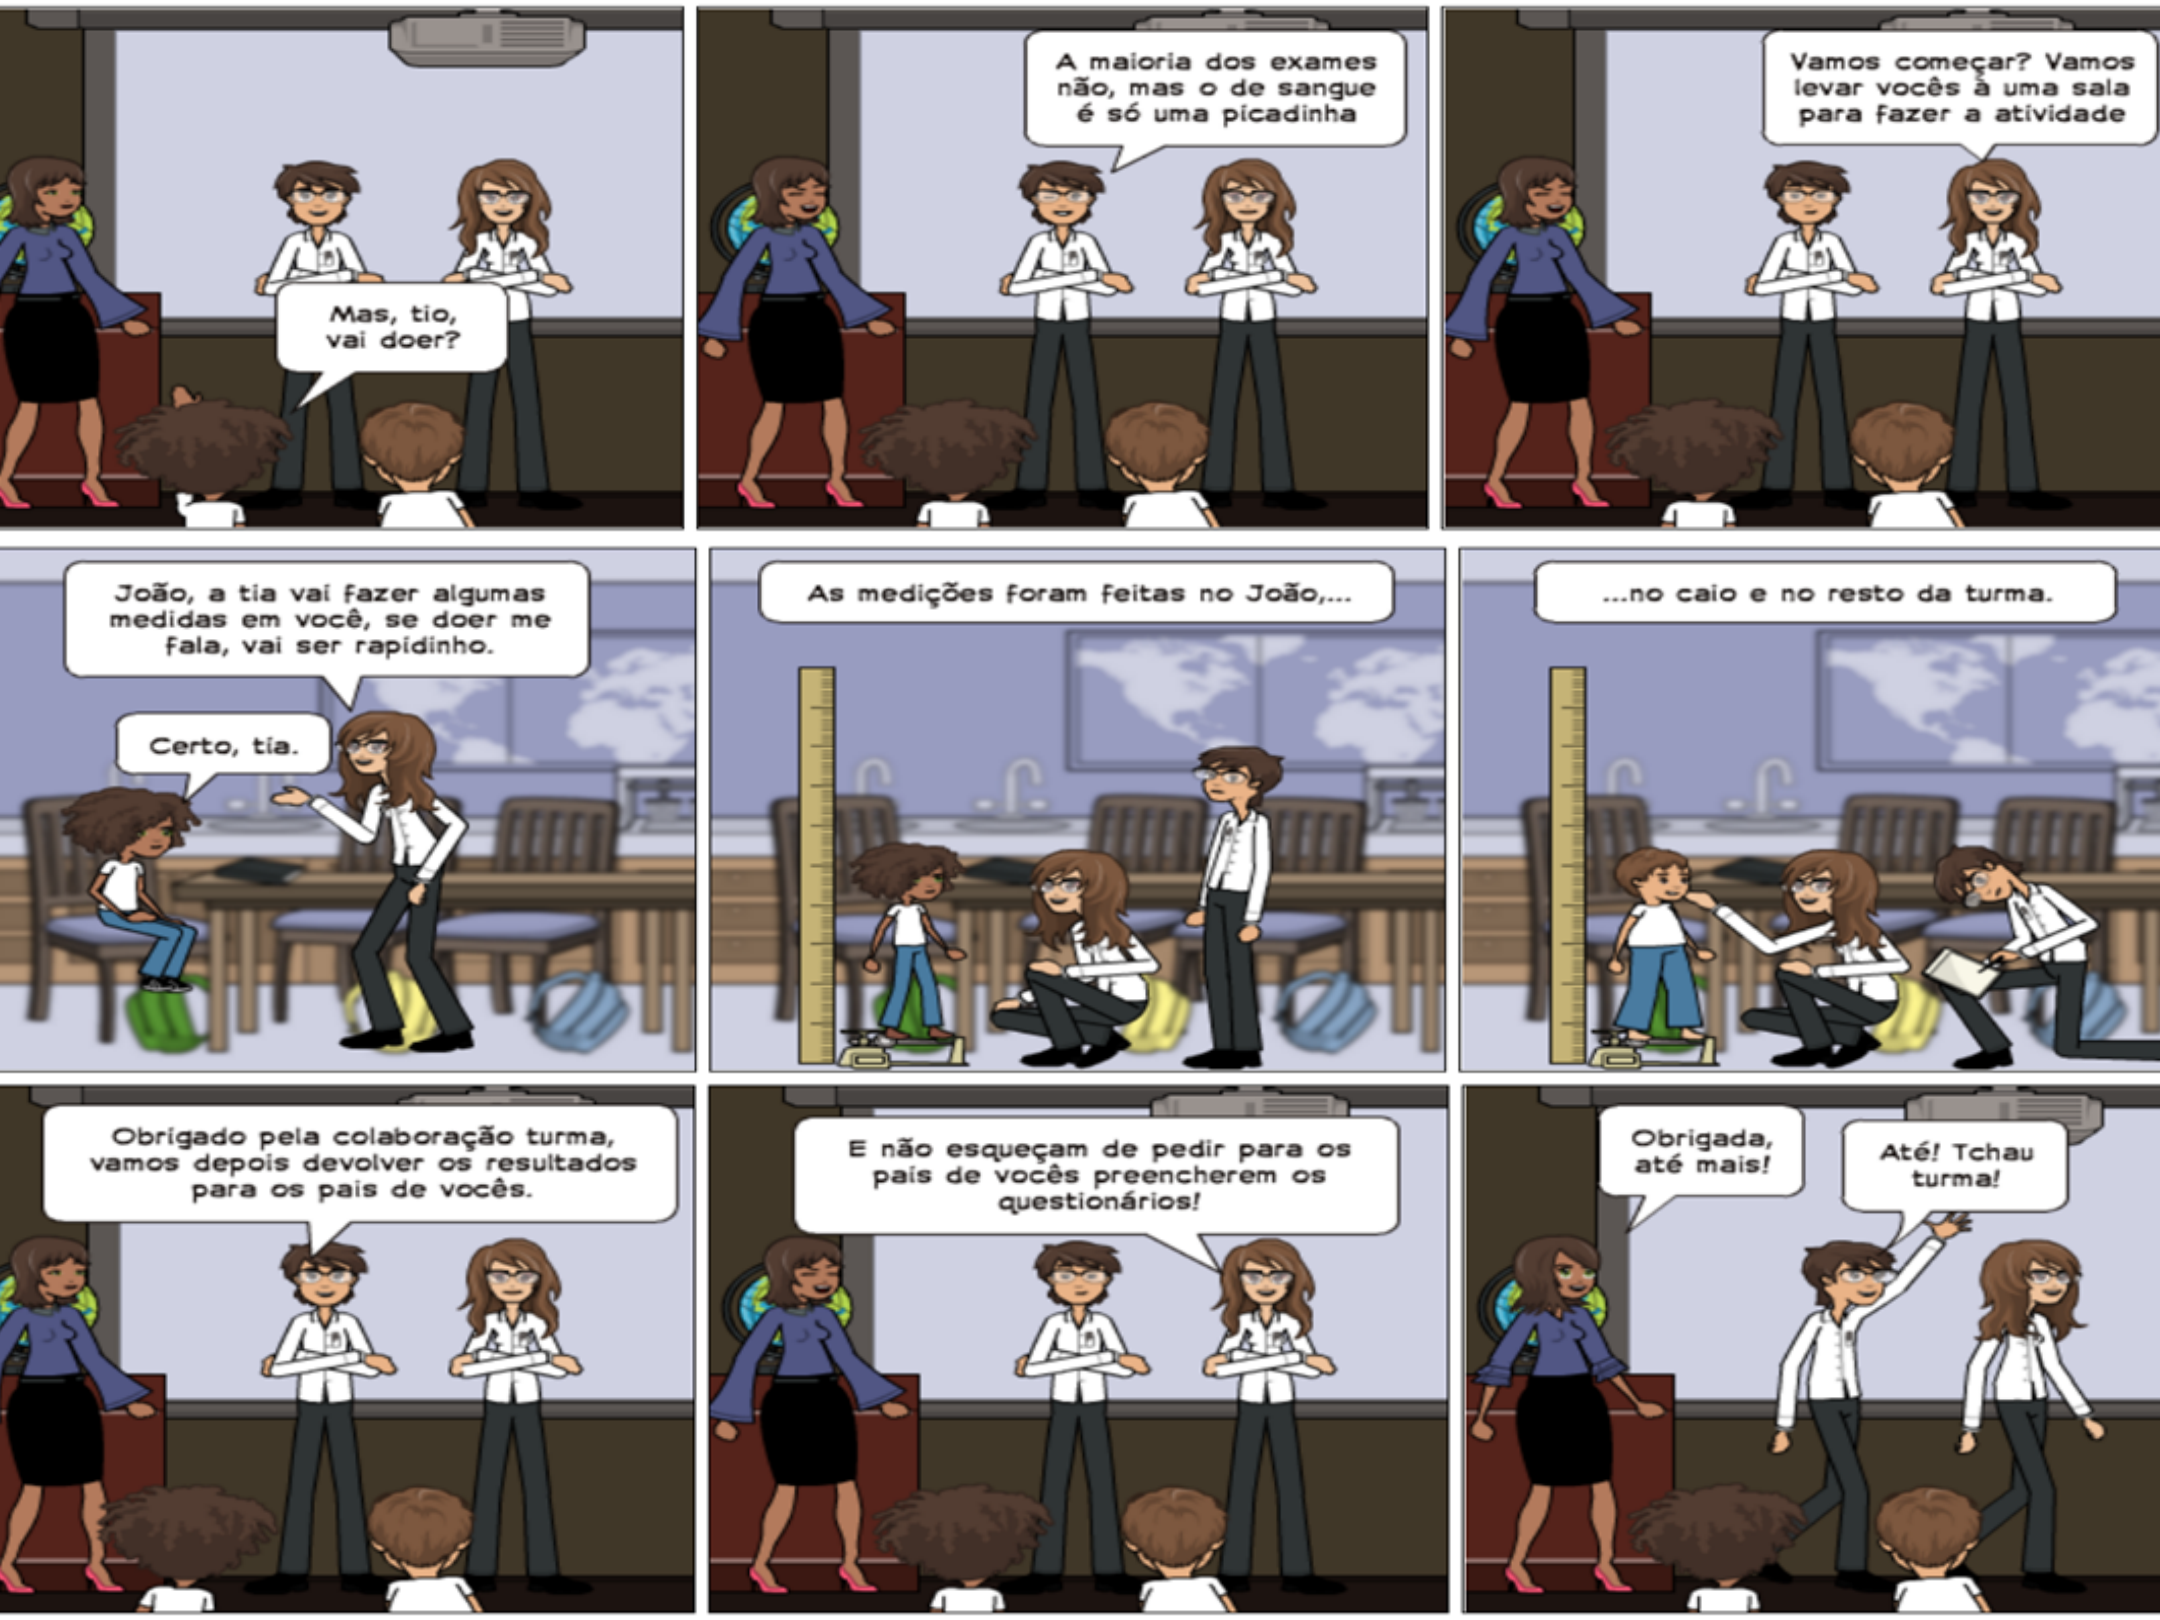 Mas, tio,
vai doer?
A maioria dos exames
não, mas o de sangue
é só uma picadinha
Vamos começar? Vamos
levar vocês à uma sala
para fazer a atividade
João, a tia vai fazer algumas
medidas em você, se doer me
fala, vai ser rapidinho.
Certo, tia.
As medições foram feitas no João,...
...no caio e no resto da turma.
Obrigado pela colaboração turma,
vamos depois devolver os resultados
para os pais de vocês.
E não esqueçam de pedir para os
pais de vocês preencherem os
questionários!
Obrigada,
até mais!
Até! Tchau
turma!